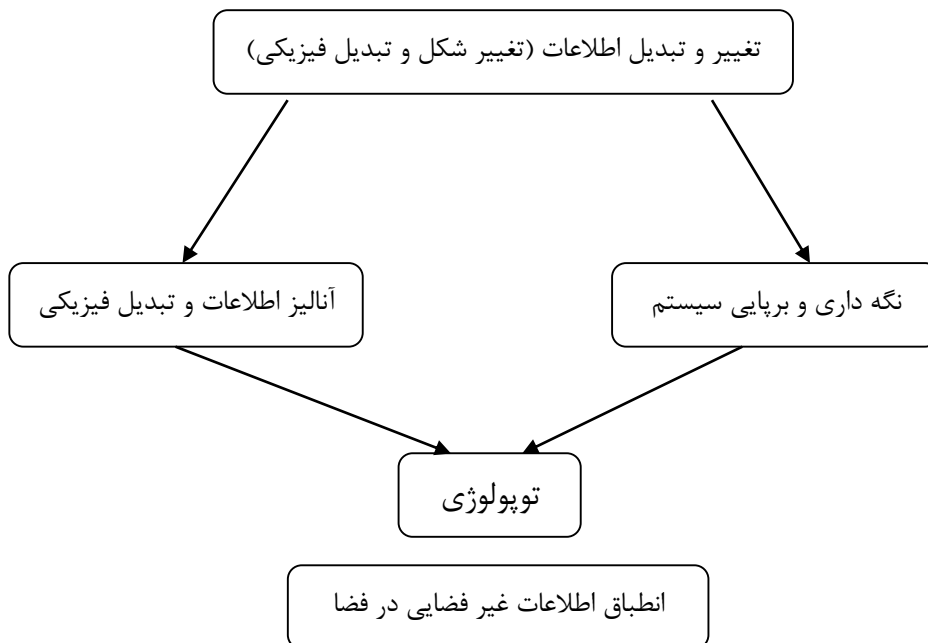 تغییر و تبدیل اطلاعات (تغییر شکل و تبدیل فیزیکی)
نگه داری و برپایی سیستم
آنالیز اطلاعات و تبدیل فیزیکی
توپولوژی
انطباق اطلاعات غیر فضایی در فضا